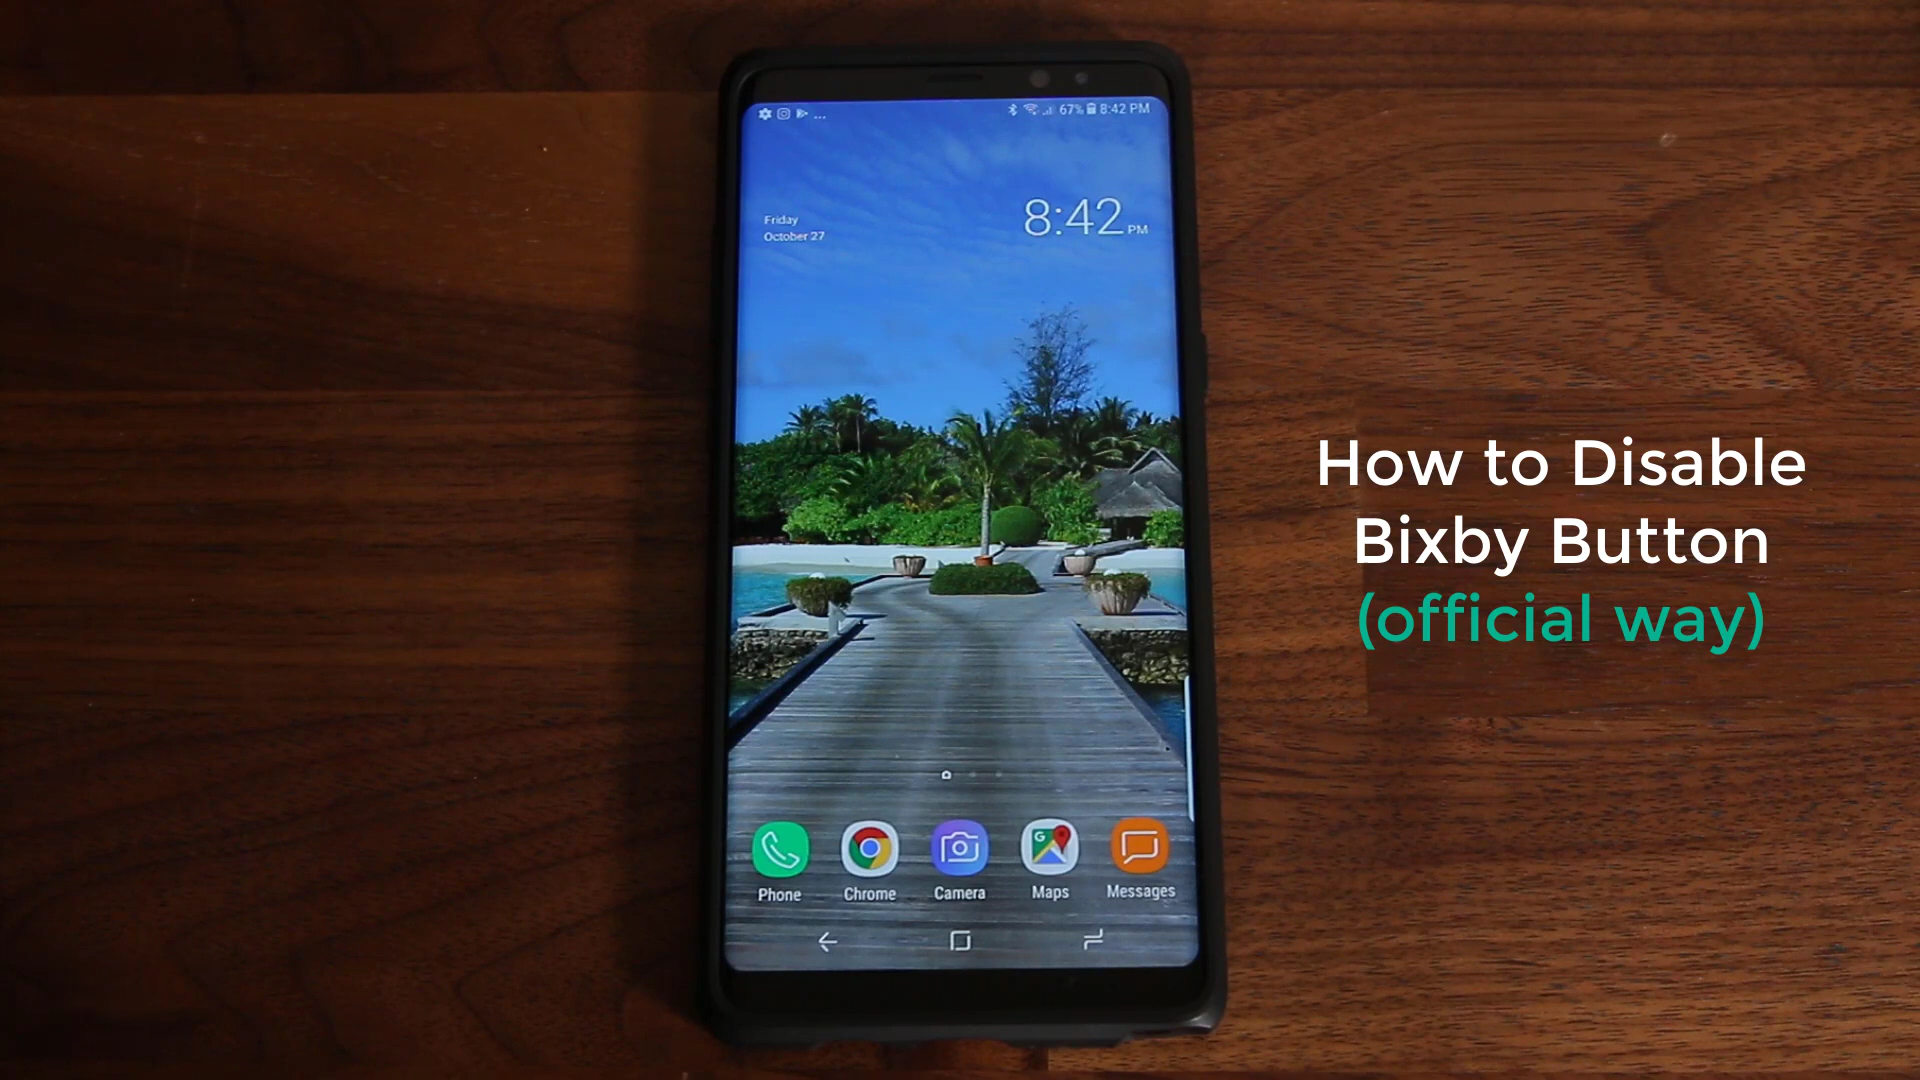 67% 8:42 PM
Friday
October 27
8:42 PM
How to Disable
Bixby Button
(official way)
G
Phone Chrome Camera Maps Messages